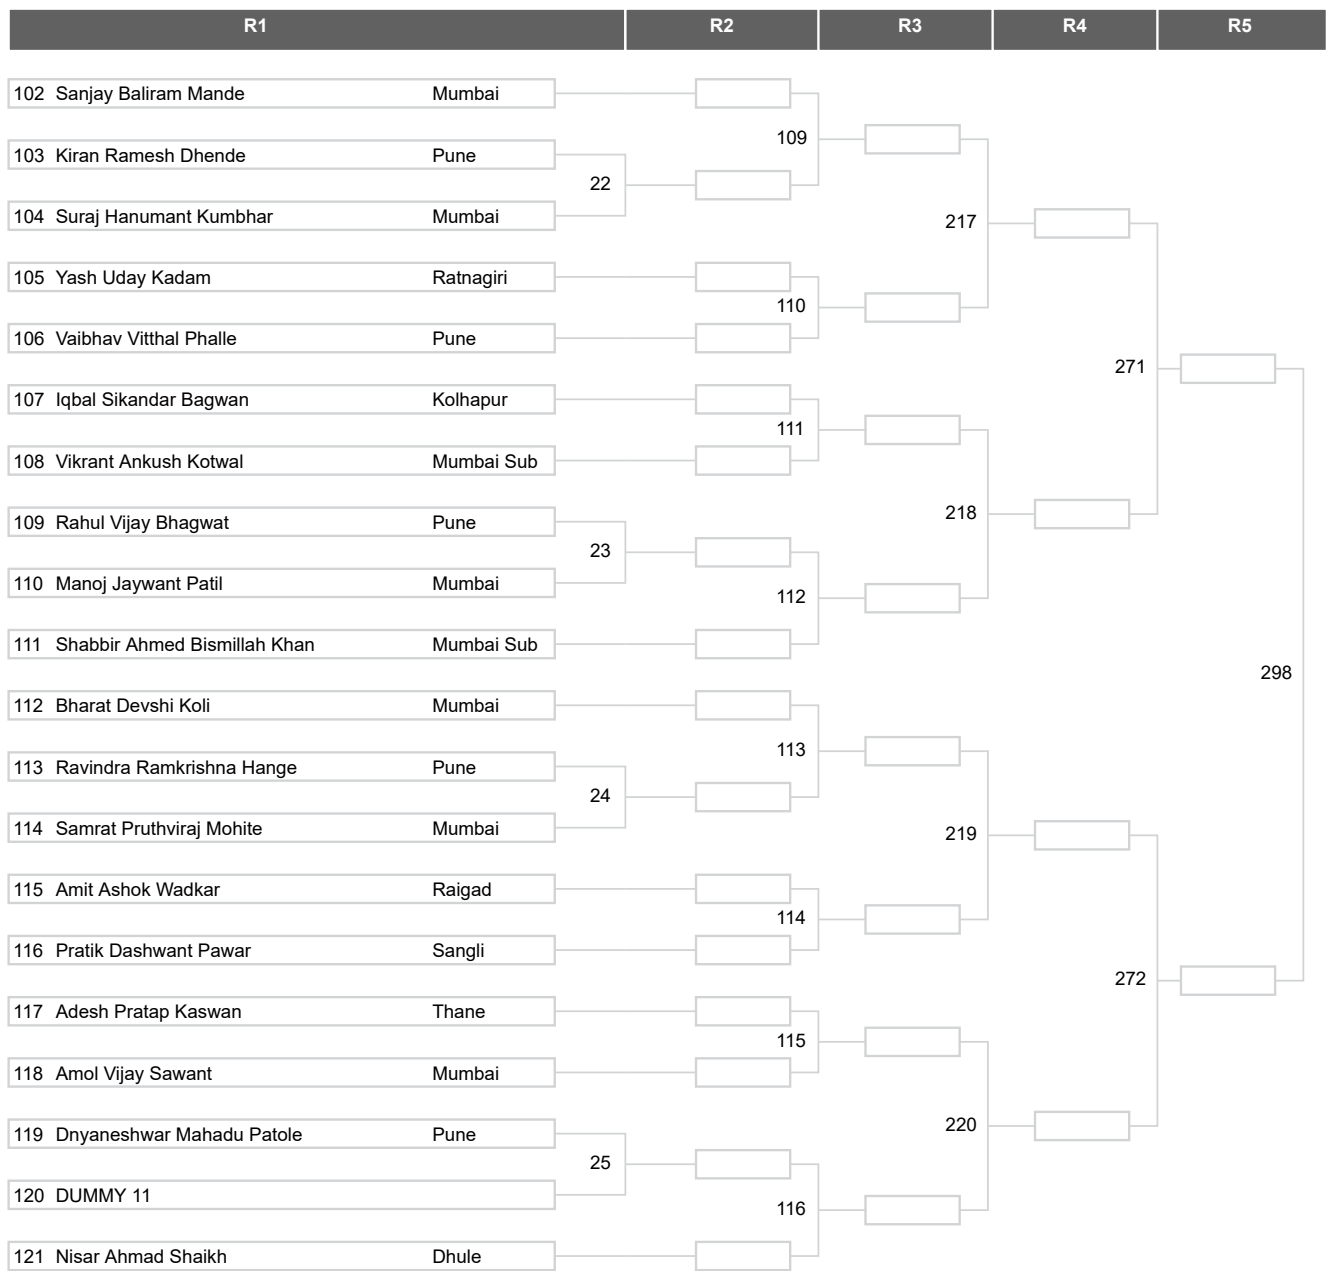 R1 R2 R3 R4 R5
102 Sanjay Baliram Mande Mumbai
109
103 Kiran Ramesh Dhende Pune
22
104 Suraj Hanumant Kumbhar Mumbai
217
105 Yash Uday Kadam Ratnagiri
110
106 Vaibhav Vitthal Phalle Pune
271
107 Iqbal Sikandar Bagwan Kolhapur
111
108 Vikrant Ankush Kotwal Mumbai Sub
218
109 Rahul Vijay Bhagwat Pune
23
110 Manoj Jaywant Patil Mumbai
112
111 Shabbir Ahmed Bismillah Khan Mumbai Sub
298
112 Bharat Devshi Koli Mumbai
113
113 Ravindra Ramkrishna Hange Pune
24
114 Samrat Pruthviraj Mohite Mumbai
219
115 Amit Ashok Wadkar Raigad
114
116 Pratik Dashwant Pawar Sangli
272
117 Adesh Pratap Kaswan Thane
115
118 Amol Vijay Sawant Mumbai
220
119 Dnyaneshwar Mahadu Patole Pune
25
120 DUMMY 11
116
121 Nisar Ahmad Shaikh Dhule